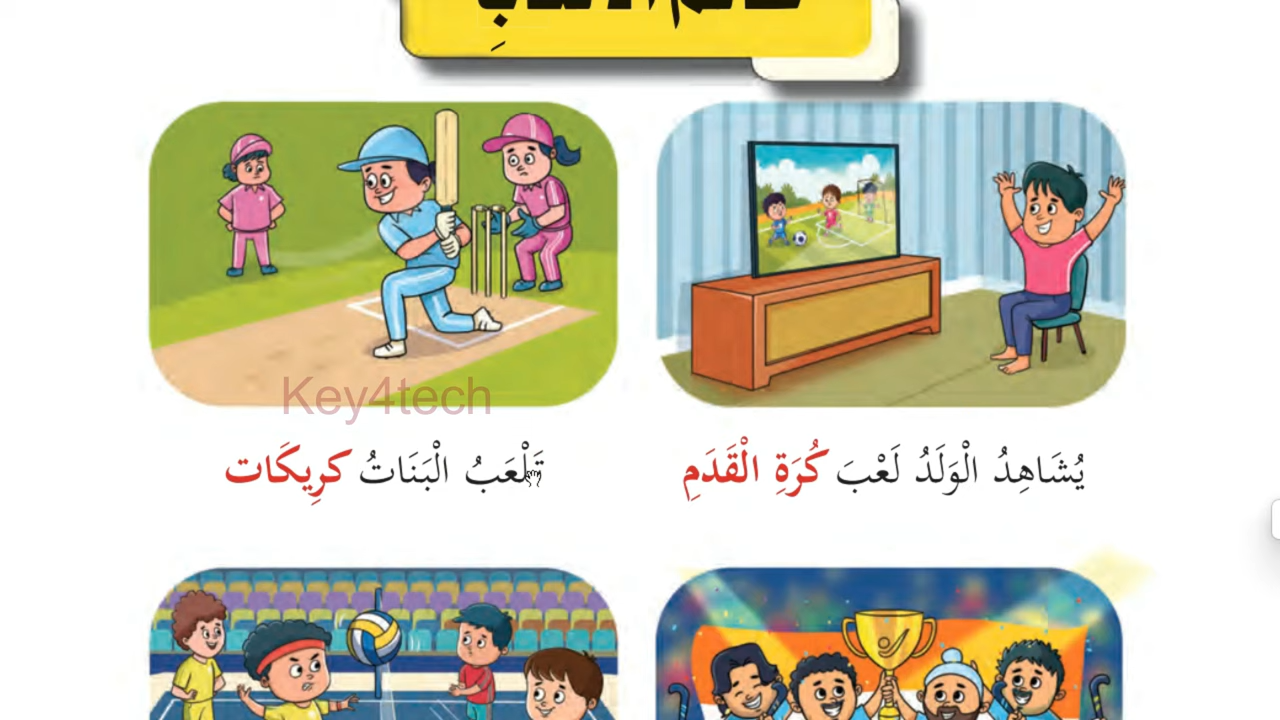 يُشَاهِدُ الْوَلَدُ لَعْبَ كُرَةِ الْقَدَمِ
تَلْعَبُ الْبَنَاتُ كرِيكَات
Key4tech